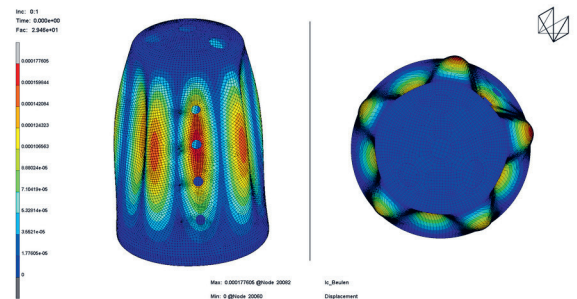 Inc: 0:1
Time: 0.000e+00
Fac: 2.945e+01
0.000177605
0.000159844
0.000142084
0.000124323
0.000106563
8.88024e-05
7.10419e-05
5.32814e-05
3.5521e-05
1.77605e-05
0
Max: 0.000177605 @Node 20092
Min: 0 @Node 20060
lc_Beulen
Displacement